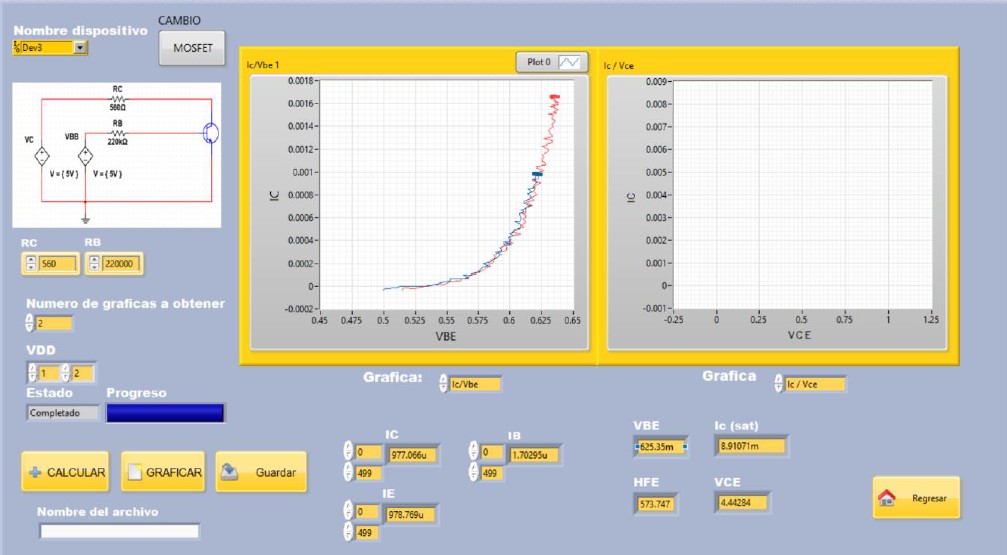 CAMBIO
Nombre dispositivo
Dev3
MOSFET
RC
560Ω
RB
220kΩ
VC
VBB
V = ( 5V )
V = ( 5V )
RC
RB
560
220000
Numero de graficas a obtener
2
VDD
1
2
Estado
Progreso
Completado
CALCULAR
GRAFICAR
Guardar
Nombre del archivo
Ic/Vbe 1
Plot 0
0.0018
0.0016
0.0014
0.0012
0.001
0.0008
0.0006
0.0004
0.0002
0
-0.0002
IC
0.45
0.475
0.5
0.525
0.55
0.575
0.6
0.625
0.65
VBE
Ic / Vce
0.009
0.008
0.007
0.006
0.005
0.004
0.003
0.002
0.001
0
-0.001
IC
-0.25
0
0.25
0.5
0.75
1
1.25
VCE
Grafica:
Ic/Vbe
Grafica
Ic / Vce
IC
0
977.066u
499
IB
0
1.70295u
499
IE
0
978.769u
499
VBE
625.35m
Ic (sat)
8.91071m
HFE
573.747
VCE
4.44284
Regresar